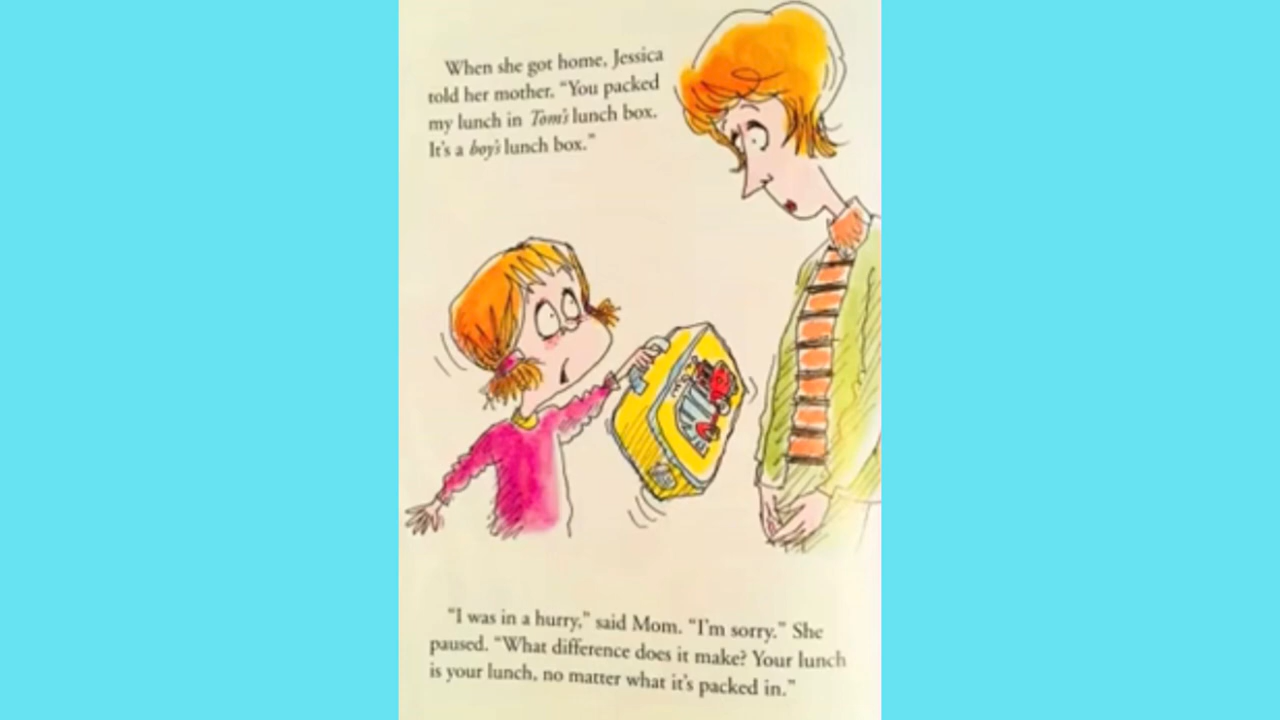 When she got home, Jessica
told her mother, “You packed
my lunch in Tom's lunch box.
It's a boy's lunch box.”
“I was in a hurry,” said Mom. “I'm sorry.” She
paused. “What difference does it make? Your lunch
is your lunch, no matter what it's packed in.”